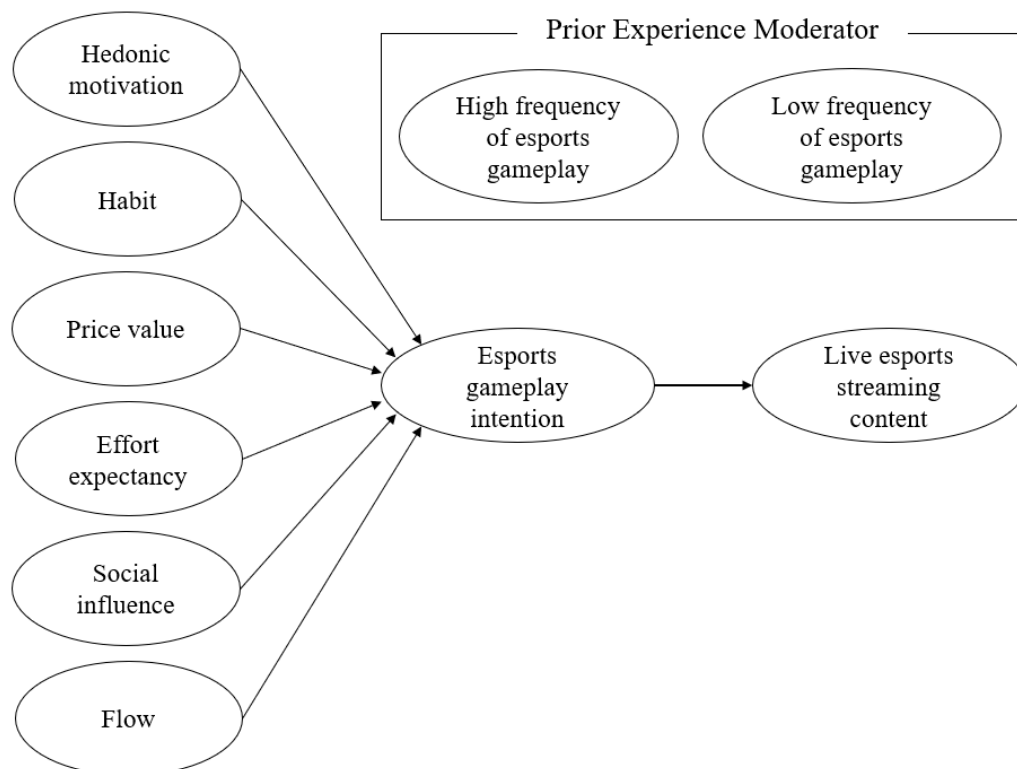 Prior Experience Moderator
Hedonic
motivation
High frequency
of esports
gameplay
Low frequency
of esports
gameplay
Habit
Price value
Esports
gameplay
intention
Live esports
streaming
content
Effort
expectancy
Social
influence
Flow